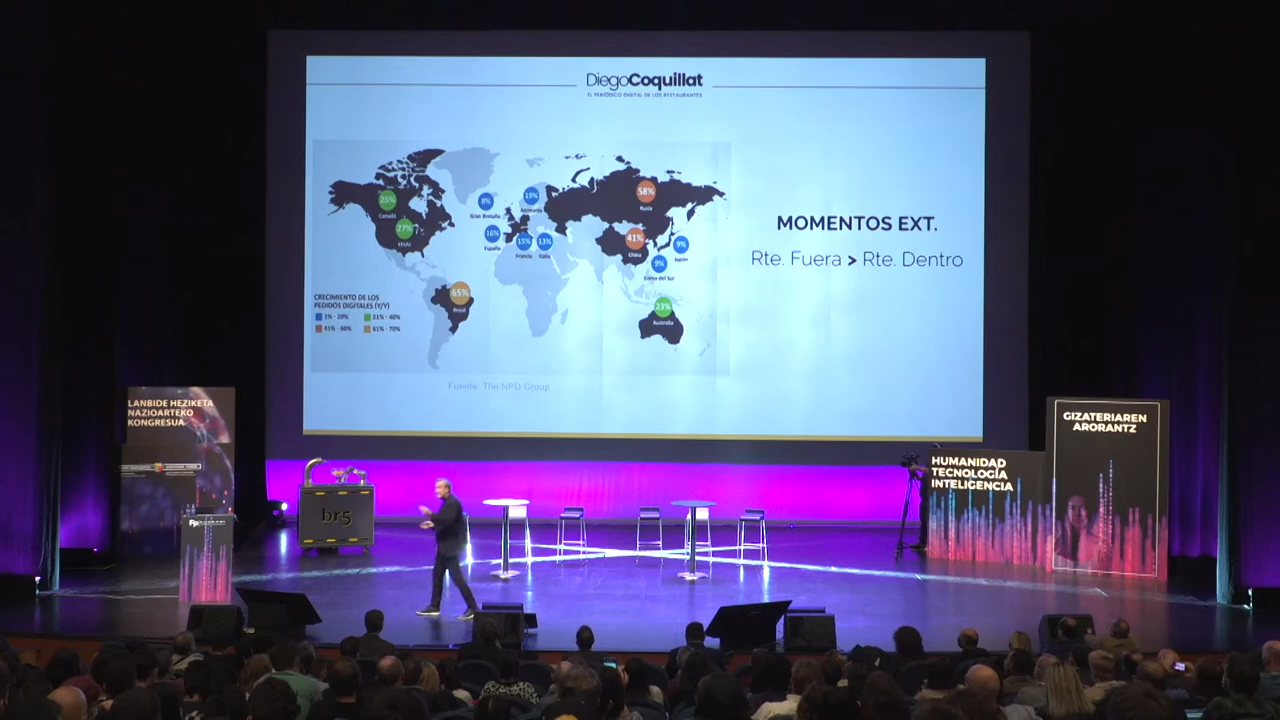 DiegoCoquillat
EL PERIÓDICO DIGITAL DE LOS RESTAURANTES
25%
Canadá
27%
EEUU
8%
Gran Bretaña
19%
Alemania
16%
España
15%
Francia
13%
Italia
58%
Rusia
41%
China
9%
Japón
9%
Corea del Sur
65%
Brasil
23%
Australia
CRECIMIENTO DE LOS
PEDIDOS DIGITALES (Y/Y)
1% - 20%
21% - 40%
41% - 60%
61% - 70%
Fuente: The NPD Group
MOMENTOS EXT.
Rte. Fuera > Rte. Dentro
LANBIDE HEZIKETA
NAZIOARTEKO
KONGRESUA
br5
HUMANIDAD
TECNOLOGÍA
INTELIGENCIA
GIZATERIAREN
ARORANTZ